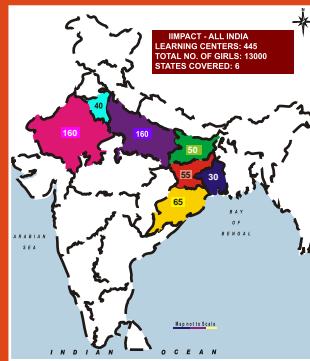 IIMPACT - ALL INDIA
LEARNING CENTERS: 445
TOTAL NO. OF GIRLS: 13000
STATES COVERED: 6
N
40
160
160
50
55
30
65
BAY
OF
BENGAL
ARABIAN
SEA
Map not to Scale
INDIAN OCEAN